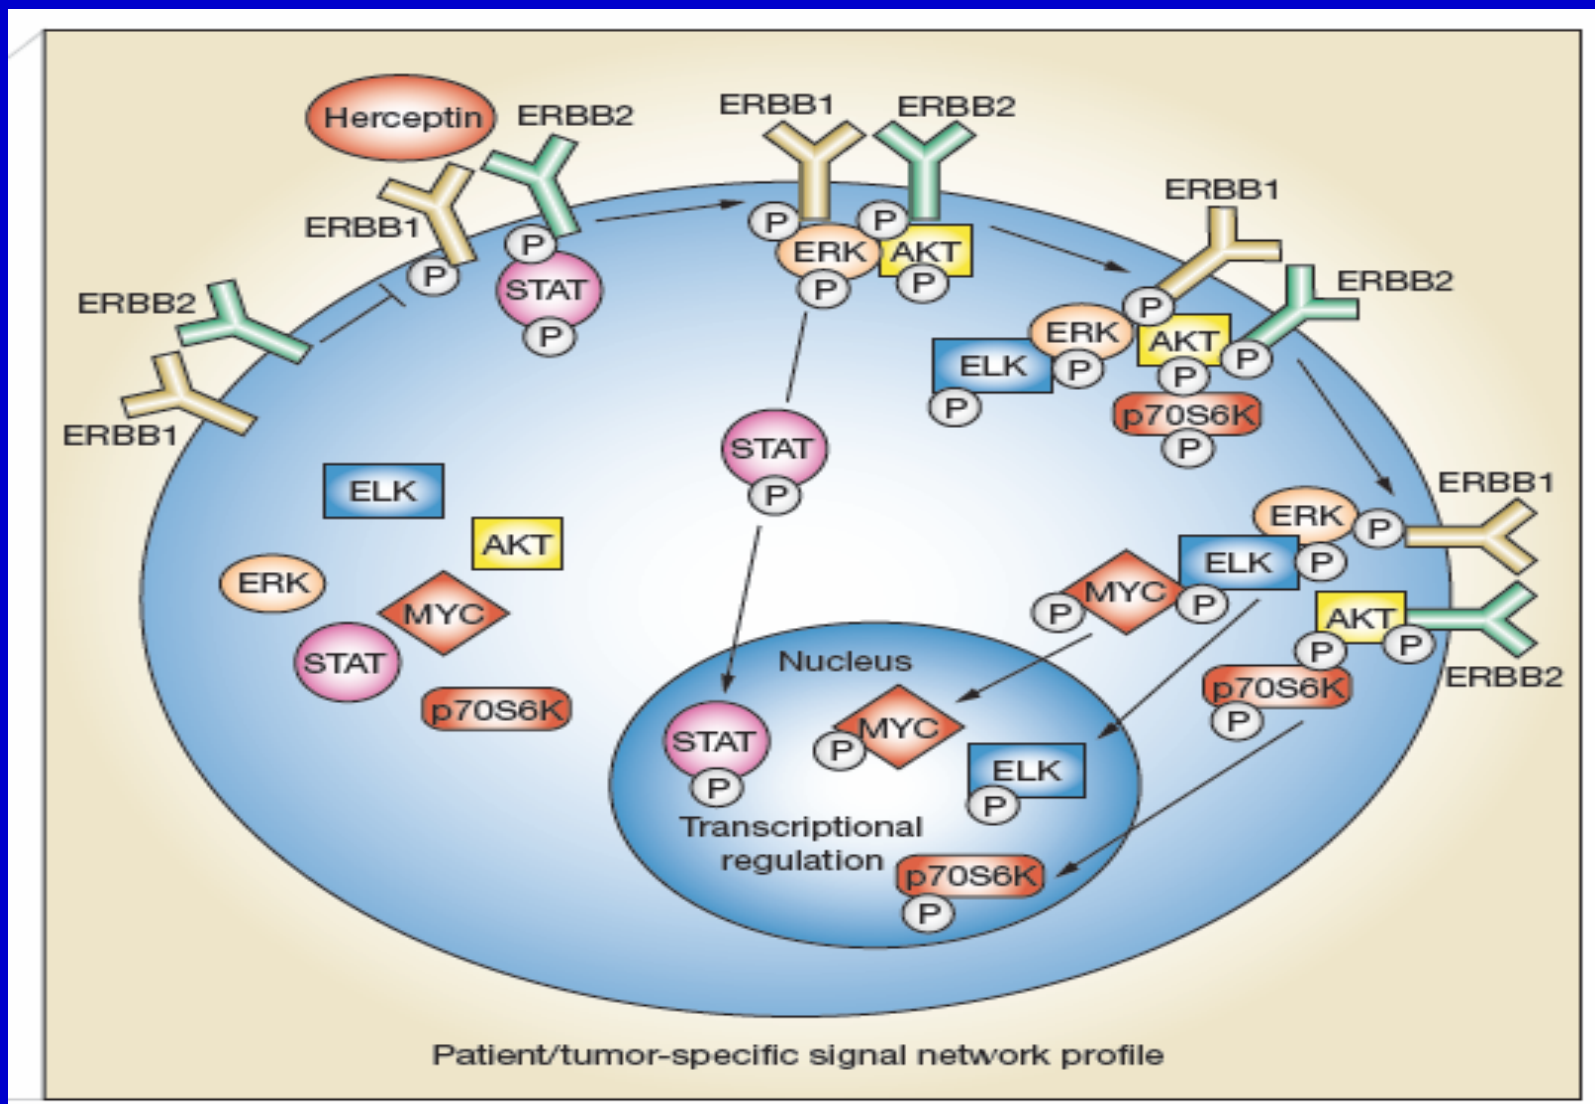 Herceptin
ERBB2
ERBB1
ERBB2
ERBB1
P
P
STAT
P
ERBB1
ERBB2
P
P
ERK
AKT
P
P
ERBB1
ERBB2
P
ERK
AKT
P
ELK
P
P
P
p70S6K
P
STAT
P
ELK
AKT
ERK
MYC
STAT
p70S6K
ERBB1
ERK
P
ELK
P
MYC
P
P
AKT
P
P
ERBB2
p70S6K
P
Nucleus
STAT
P
MYC
P
ELK
P
Transcriptional
regulation
p70S6K
P
Patient/tumor-specific signal network profile